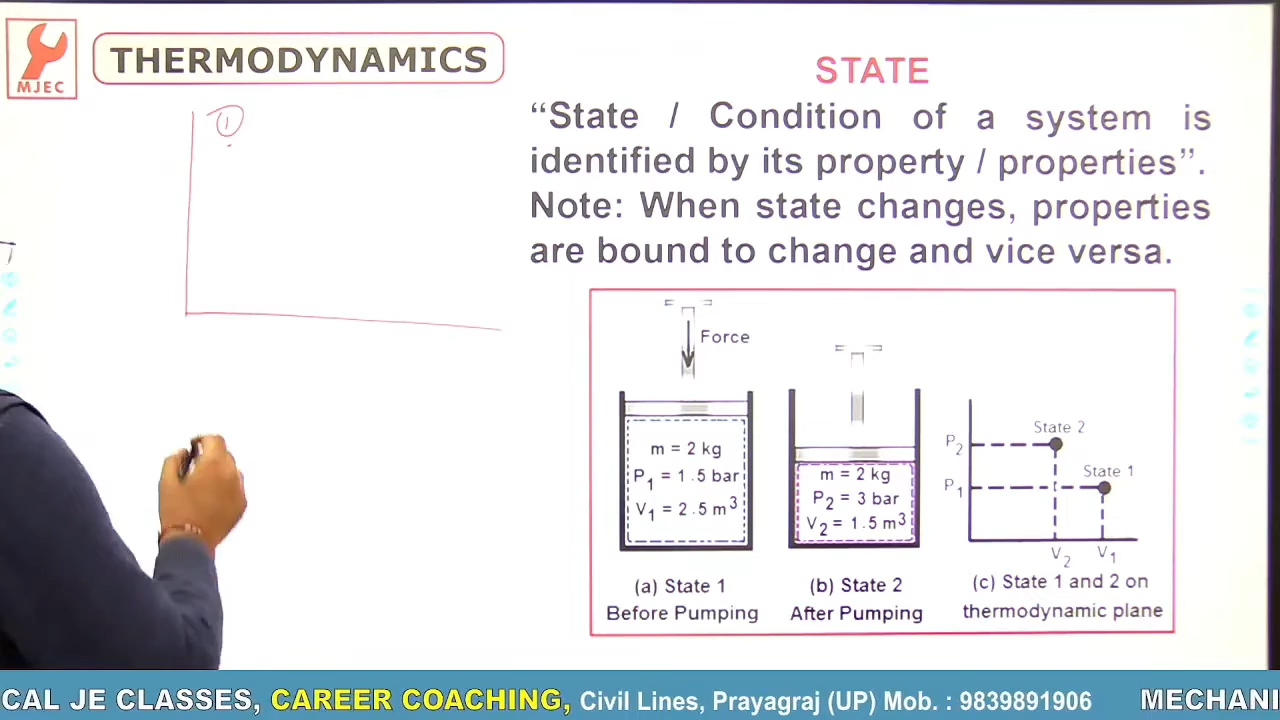 MJEC
THERMODYNAMICS
①
STATE
“State / Condition of a system is
identified by its property / properties”.
Note: When state changes, properties
are bound to change and vice versa.
Force
m = 2 kg
P₁ = 1.5 bar
V₁ = 2.5 m³
(a) State 1
Before Pumping
m = 2 kg
P₂ = 3 bar
V₂ = 1.5 m³
(b) State 2
After Pumping
State 2
P₂
State 1
P₁
V₂ V₁
(c) State 1 and 2 on
thermodynamic plane
CAL JE CLASSES, CAREER COACHING, Civil Lines, Prayagraj (UP) Mob. : 9839891906 MECHANI